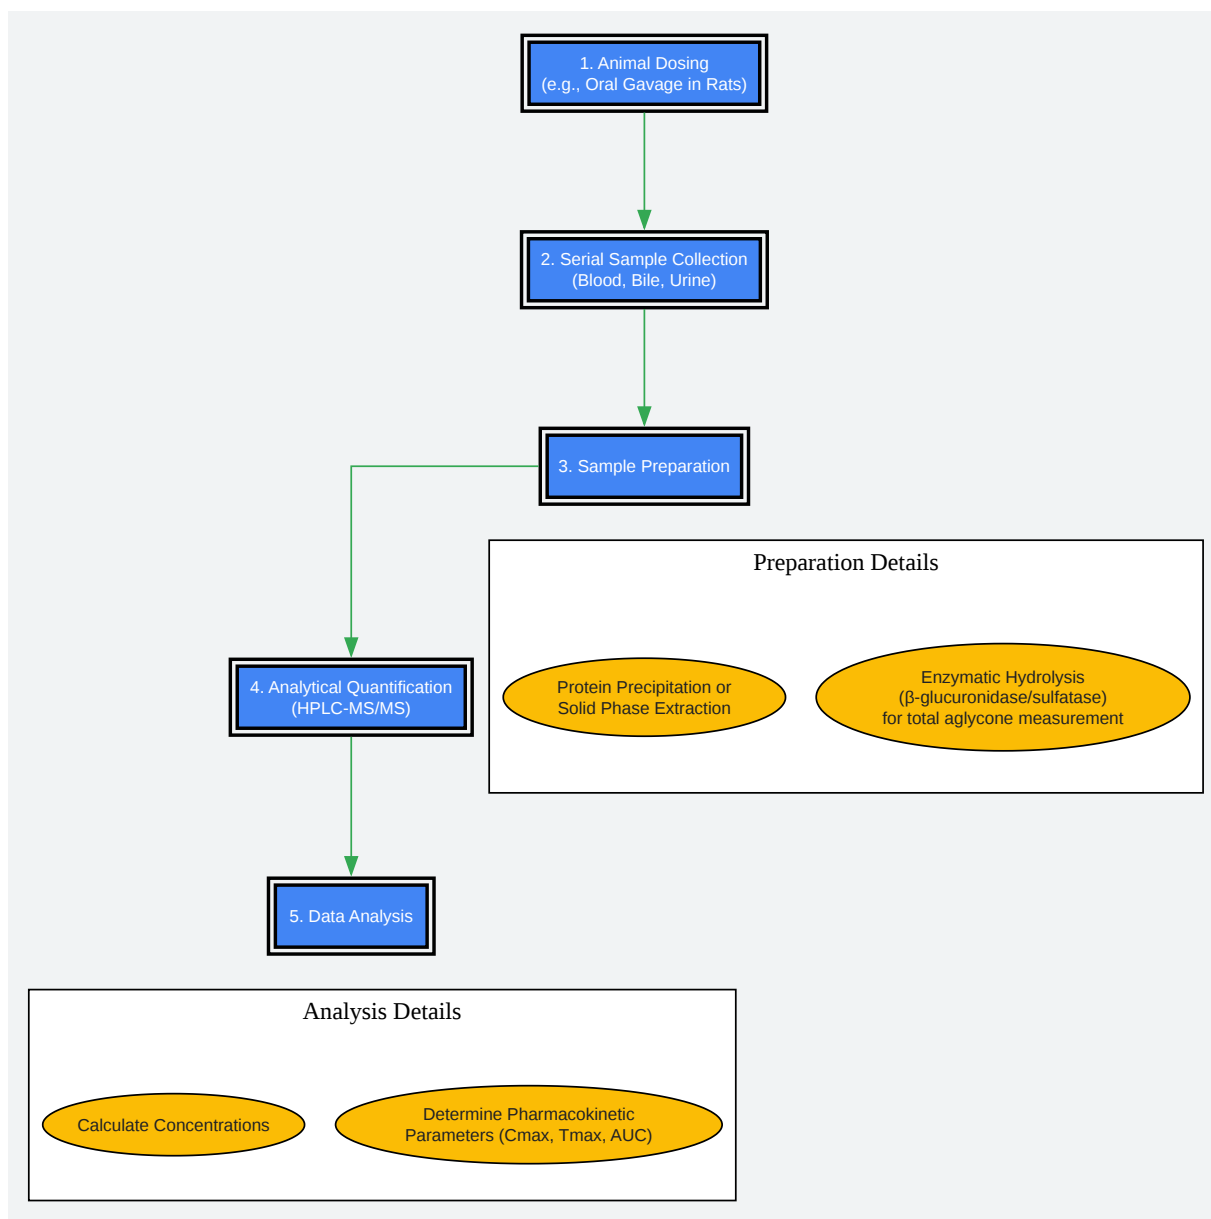 1. Animal Dosing
(e.g., Oral Gavage in Rats)
2. Serial Sample Collection
(Blood, Bile, Urine)
3. Sample Preparation
Preparation Details
Protein Precipitation or
Solid Phase Extraction
Enzymatic Hydrolysis
(β-glucuronidase/sulfatase)
for total aglycone measurement
4. Analytical Quantification
(HPLC-MS/MS)
5. Data Analysis
Analysis Details
Calculate Concentrations
Determine Pharmacokinetic
Parameters (Cmax, Tmax, AUC)